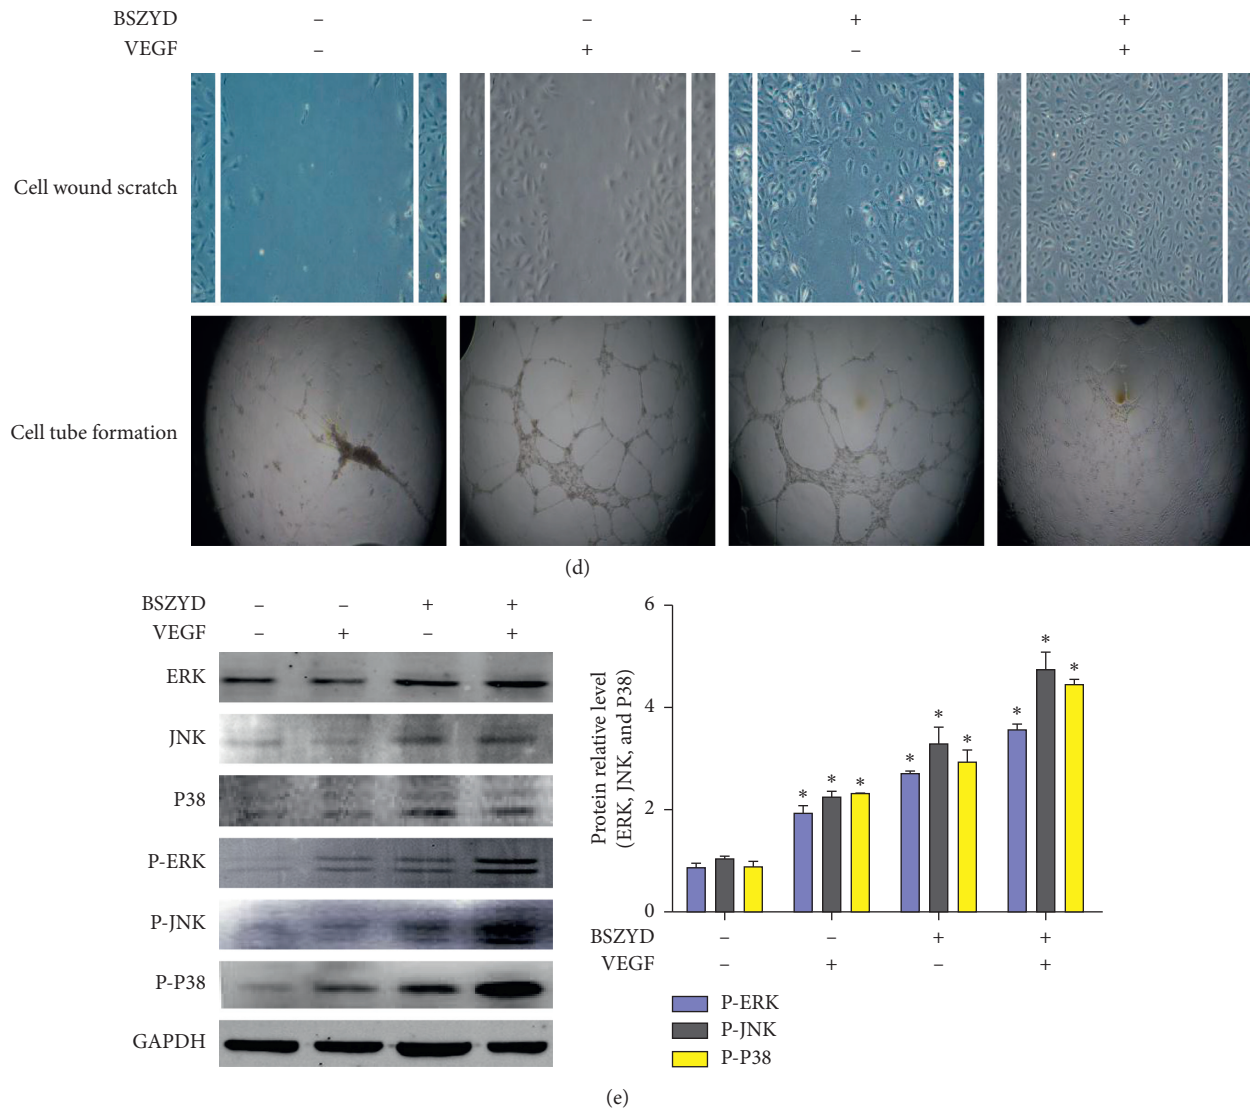 BSZYD – – + +
VEGF – + – +
Cell wound scratch
Cell tube formation
(d)
BSZYD – – + +
VEGF – + – +
ERK
JNK
P38
P-ERK
P-JNK
P-P38
GAPDH
Protein relative level
(ERK, JNK, and P38)
6
4
2
0
* * *
* * *
* * *
BSZYD – – + +
VEGF – + – +
P-ERK
P-JNK
P-P38
(e)